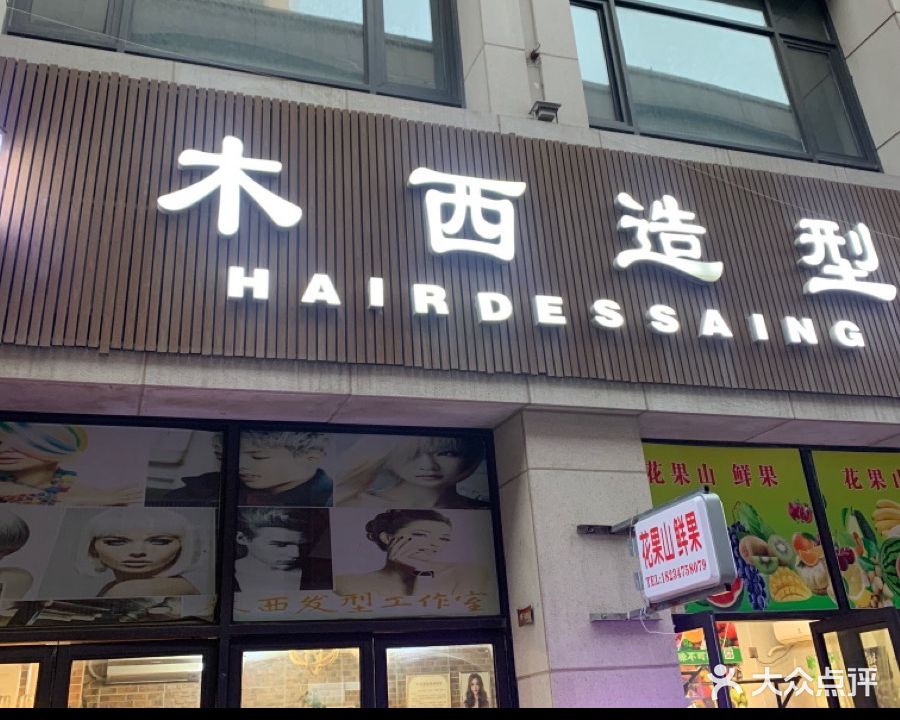 木西造型
HAIRDESSAING
花果山 鲜果
花果山
花果山 鲜果
TEL:18234758079
木西发型工作室
大众点评